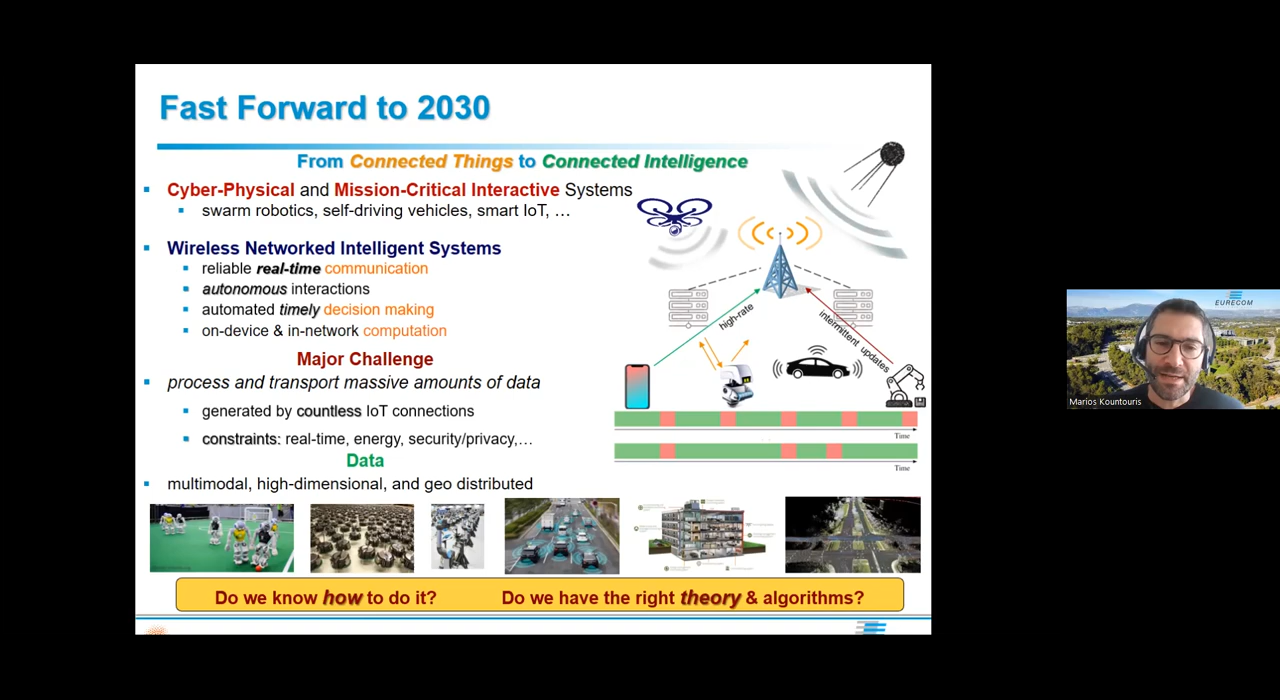 Fast Forward to 2030
From Connected Things to Connected Intelligence
Cyber-Physical and Mission-Critical Interactive Systems
swarm robotics, self-driving vehicles, smart IoT, …
Wireless Networked Intelligent Systems
reliable real-time communication
autonomous interactions
automated timely decision making
on-device & in-network computation
Major Challenge
process and transport massive amounts of data
generated by countless IoT connections
constraints: real-time, energy, security/privacy,…
Data
multimodal, high-dimensional, and geo distributed
high-rate
intermittent updates
Time
Time
Do we know how to do it? Do we have the right theory & algorithms?
EURECOM
Marios Kountouris